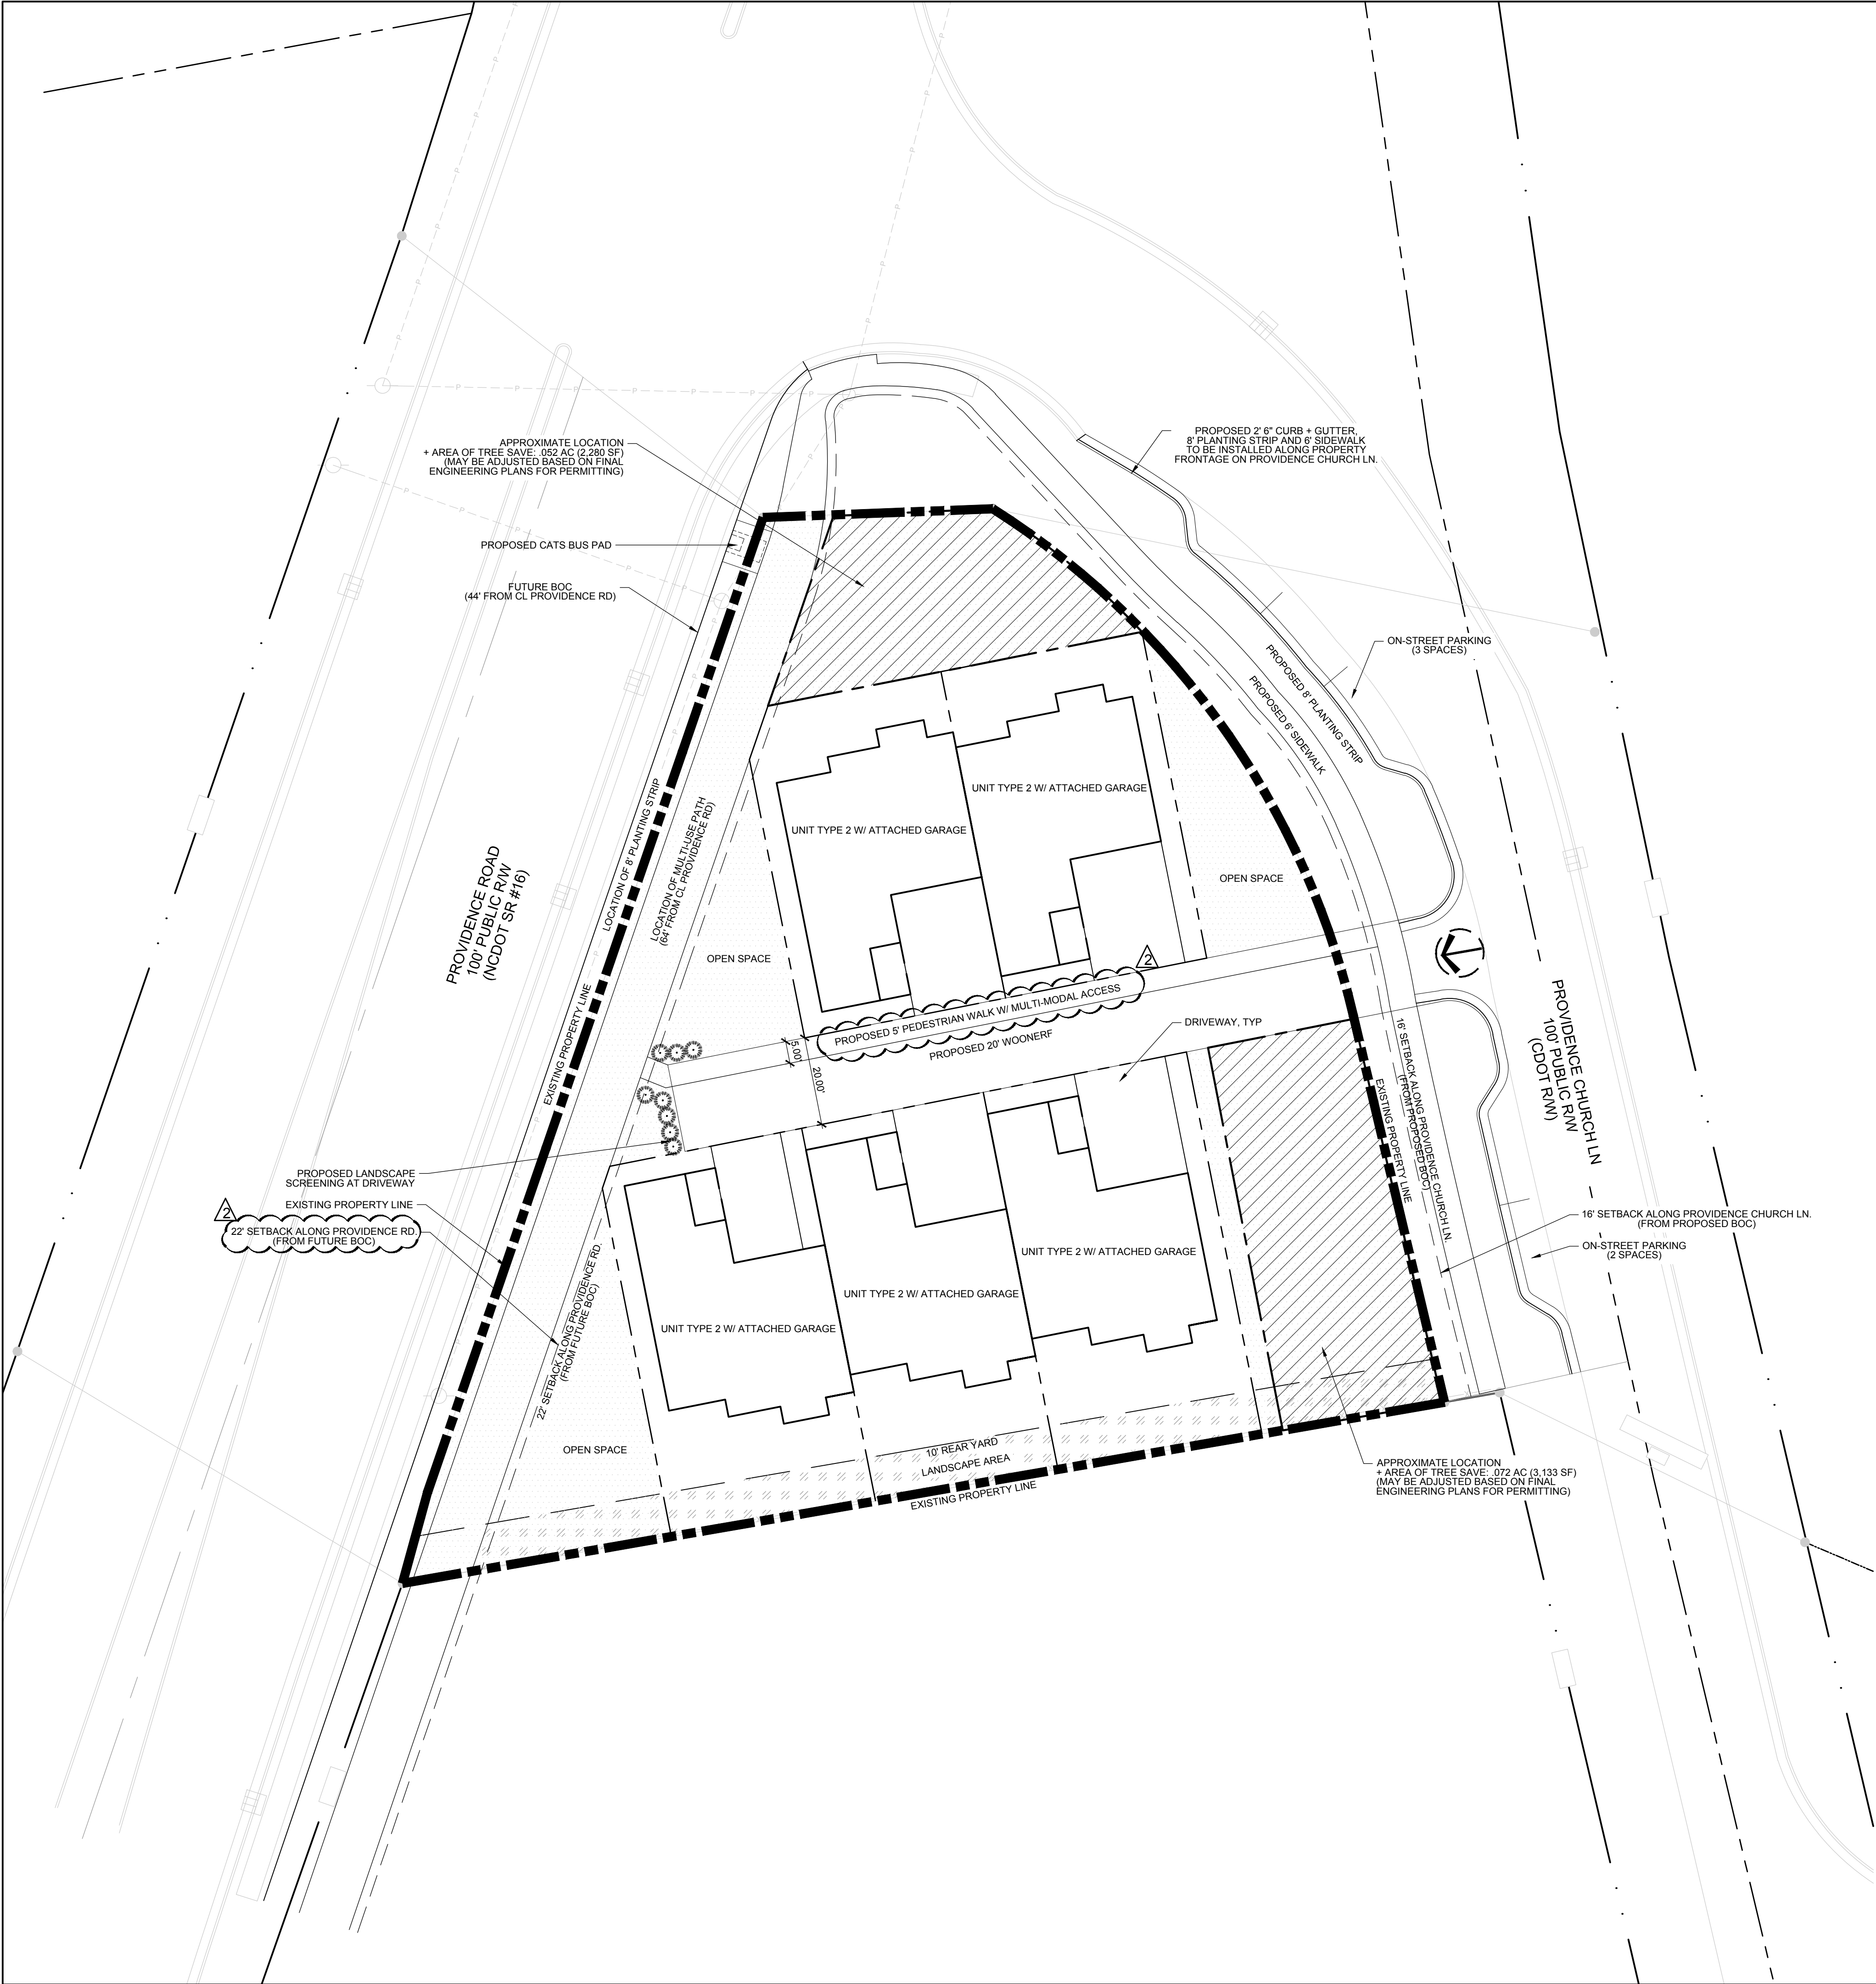 APPROXIMATE LOCATION
+ AREA OF TREE SAVE: .052 AC (2,280 SF)
(MAY BE ADJUSTED BASED ON FINAL
ENGINEERING PLANS FOR PERMITTING)
PROPOSED 2' 6" CURB + GUTTER,
8' PLANTING STRIP AND 6' SIDEWALK
TO BE INSTALLED ALONG PROPERTY
FRONTAGE ON PROVIDENCE CHURCH LN.
PROPOSED CATS BUS PAD
FUTURE BOC
(44' FROM CL PROVIDENCE RD)
ON-STREET PARKING
(3 SPACES)
PROPOSED 8' PLANTING STRIP
PROPOSED 6' SIDEWALK
UNIT TYPE 2 W/ ATTACHED GARAGE
UNIT TYPE 2 W/ ATTACHED GARAGE
LOCATION OF 8' PLANTING STRIP
LOCATION OF MULTI-USE PATH
(64' FROM CL PROVIDENCE RD)
PROVIDENCE ROAD
100' PUBLIC R/W
(NCDOT SR #16)
OPEN SPACE
OPEN SPACE
2
PROPOSED 5' PEDESTRIAN WALK W/ MULTI-MODAL ACCESS
PROPOSED 20' WOONERF
DRIVEWAY, TYP
5.00'
20.00'
EXISTING PROPERTY LINE
16' SETBACK ALONG PROVIDENCE CHURCH LN.
(FROM PROPOSED BOC)
EXISTING PROPERTY LINE
PROVIDENCE CHURCH LN
100' PUBLIC R/W
(CDOT R/W)
PROPOSED LANDSCAPE
SCREENING AT DRIVEWAY
EXISTING PROPERTY LINE
2
22' SETBACK ALONG PROVIDENCE RD.
(FROM FUTURE BOC)
22' SETBACK ALONG PROVIDENCE RD.
(FROM FUTURE BOC)
16' SETBACK ALONG PROVIDENCE CHURCH LN.
(FROM PROPOSED BOC)
ON-STREET PARKING
(2 SPACES)
UNIT TYPE 2 W/ ATTACHED GARAGE
UNIT TYPE 2 W/ ATTACHED GARAGE
UNIT TYPE 2 W/ ATTACHED GARAGE
OPEN SPACE
10' REAR YARD
LANDSCAPE AREA
EXISTING PROPERTY LINE
APPROXIMATE LOCATION
+ AREA OF TREE SAVE: .072 AC (3,133 SF)
(MAY BE ADJUSTED BASED ON FINAL
ENGINEERING PLANS FOR PERMITTING)